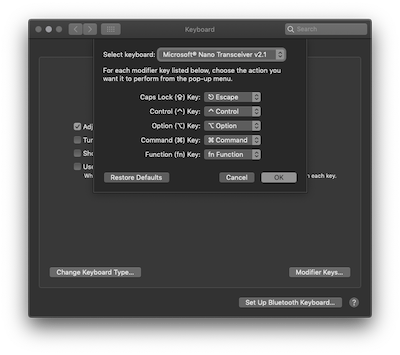 Keyboard
Search
Select keyboard: Microsoft® Nano Transceiver v2.1
For each modifier key listed below, choose the action you
want it to perform from the pop-up menu.
Caps Lock (⇪) Key: ⎋ Escape
Control (^) Key: ^ Control
Option (⌥) Key: ⌥ Option
Command (⌘) Key: ⌘ Command
Function (fn) Key: fn Function
Restore Defaults Cancel OK
Adj
Tur
Sho
Use
Wh n each key.
Change Keyboard Type... Modifier Keys...
Set Up Bluetooth Keyboard... ?